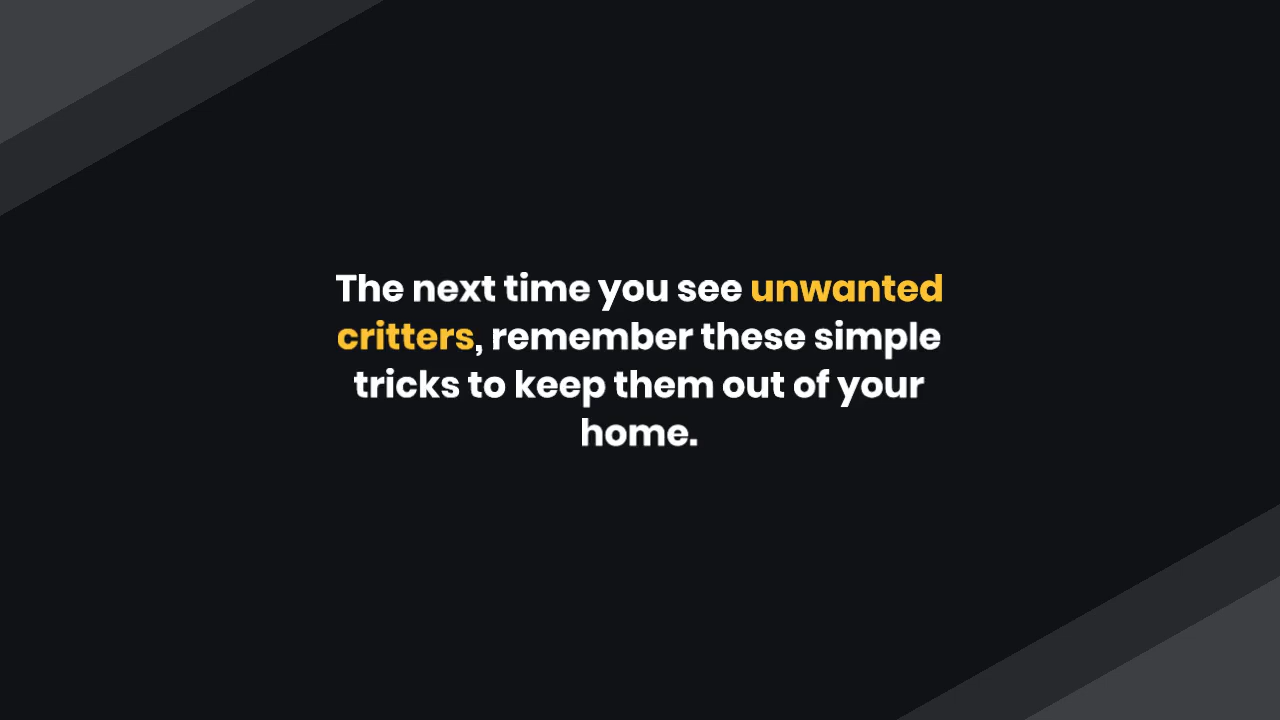 The next time you see unwanted
critters, remember these simple
tricks to keep them out of your
home.